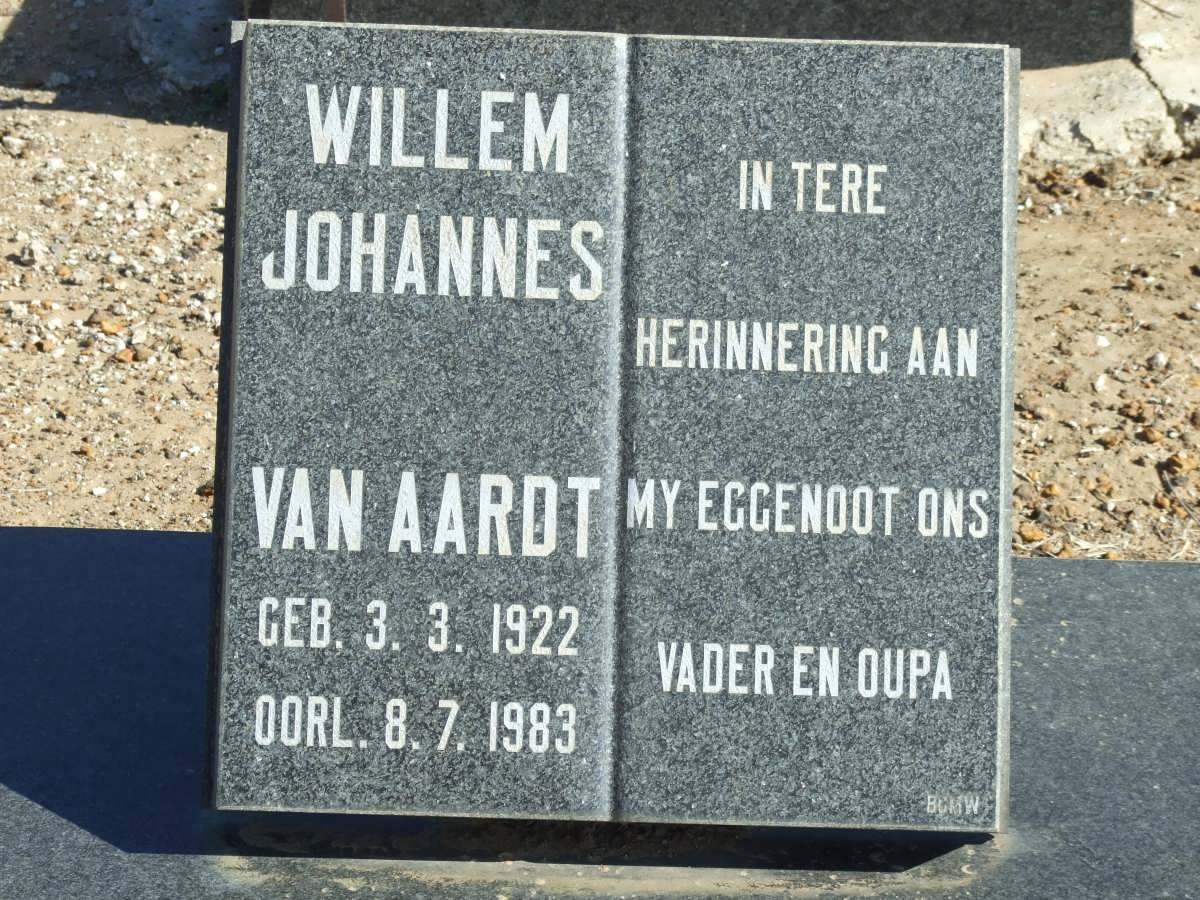 WILLEM
JOHANNES
VAN AARDT
GEB. 3. 3. 1922
OORL. 8. 7. 1983
IN TERE
HERINNERING AAN
MY EGGENOOT ONS
VADER EN OUPA
BGMW